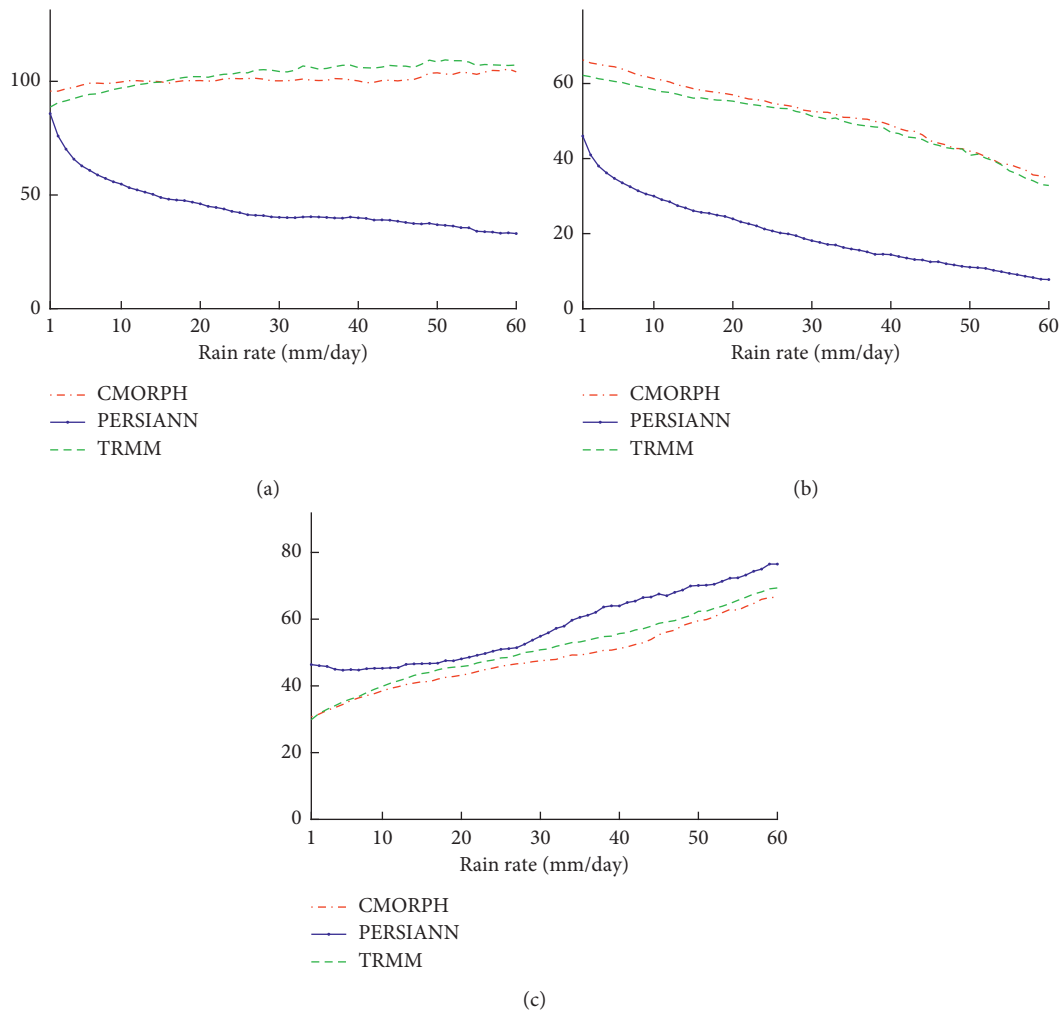 100
50
0
1 10 20 30 40 50 60
Rain rate (mm/day)
CMORPH
PERSIANN
TRMM
(a)
60
40
20
0
1 10 20 30 40 50 60
Rain rate (mm/day)
CMORPH
PERSIANN
TRMM
(b)
80
60
40
20
0
1 10 20 30 40 50 60
Rain rate (mm/day)
CMORPH
PERSIANN
TRMM
(c)